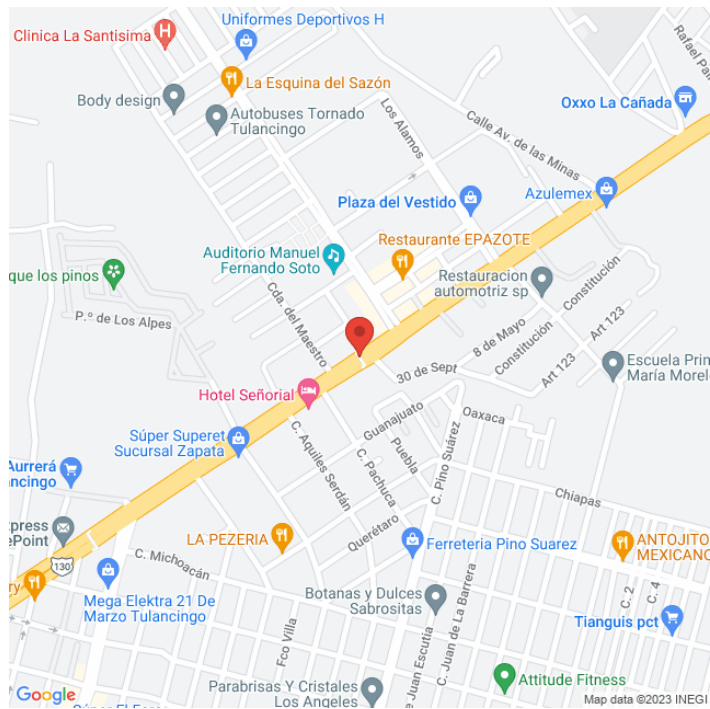 Uniformes Deportivos H
Clinica La Santisima
La Esquina del Sazón
Body design
Autobuses Tornado
Tulancingo
Los Alamos
Rafael Pal
Oxxo La Cañada
Calle Av. de las Minas
Plaza del Vestido
Azulemex
Restaurante EPAZOTE
Auditorio Manuel
Fernando Soto
Restauracion
automotriz sp
que los pinos
P.º de Los Alpes
Cda. del Maestro
Constitución
8 de Mayo
Constitución
Art 123
Art 123
30 de Sept
Escuela Prim
María Morelo
Hotel Señorial
Oaxaca
Guanajuato
Puebla
C. Pino Suárez
Súper Superet
Sucursal Zapata
C. Aquiles Serdán
C. Pachuca
Aurrerá
ancingo
Chiapas
Querétaro
xpress
ePoint
LA PEZERIA
Ferreteria Pino Suarez
ANTOJITO
MEXICANO
130
C. Michoacán
ry
Mega Elektra 21 De
Marzo Tulancingo
Botanas y Dulces
Sabrositas
C. Juan de La Barrera
C. 2
C. 4
Tianguis pct
Fco Villa
de Juan Escutia
Attitude Fitness
Parabrisas Y Cristales
Los Angeles
Google
Map data ©2023 INEGI